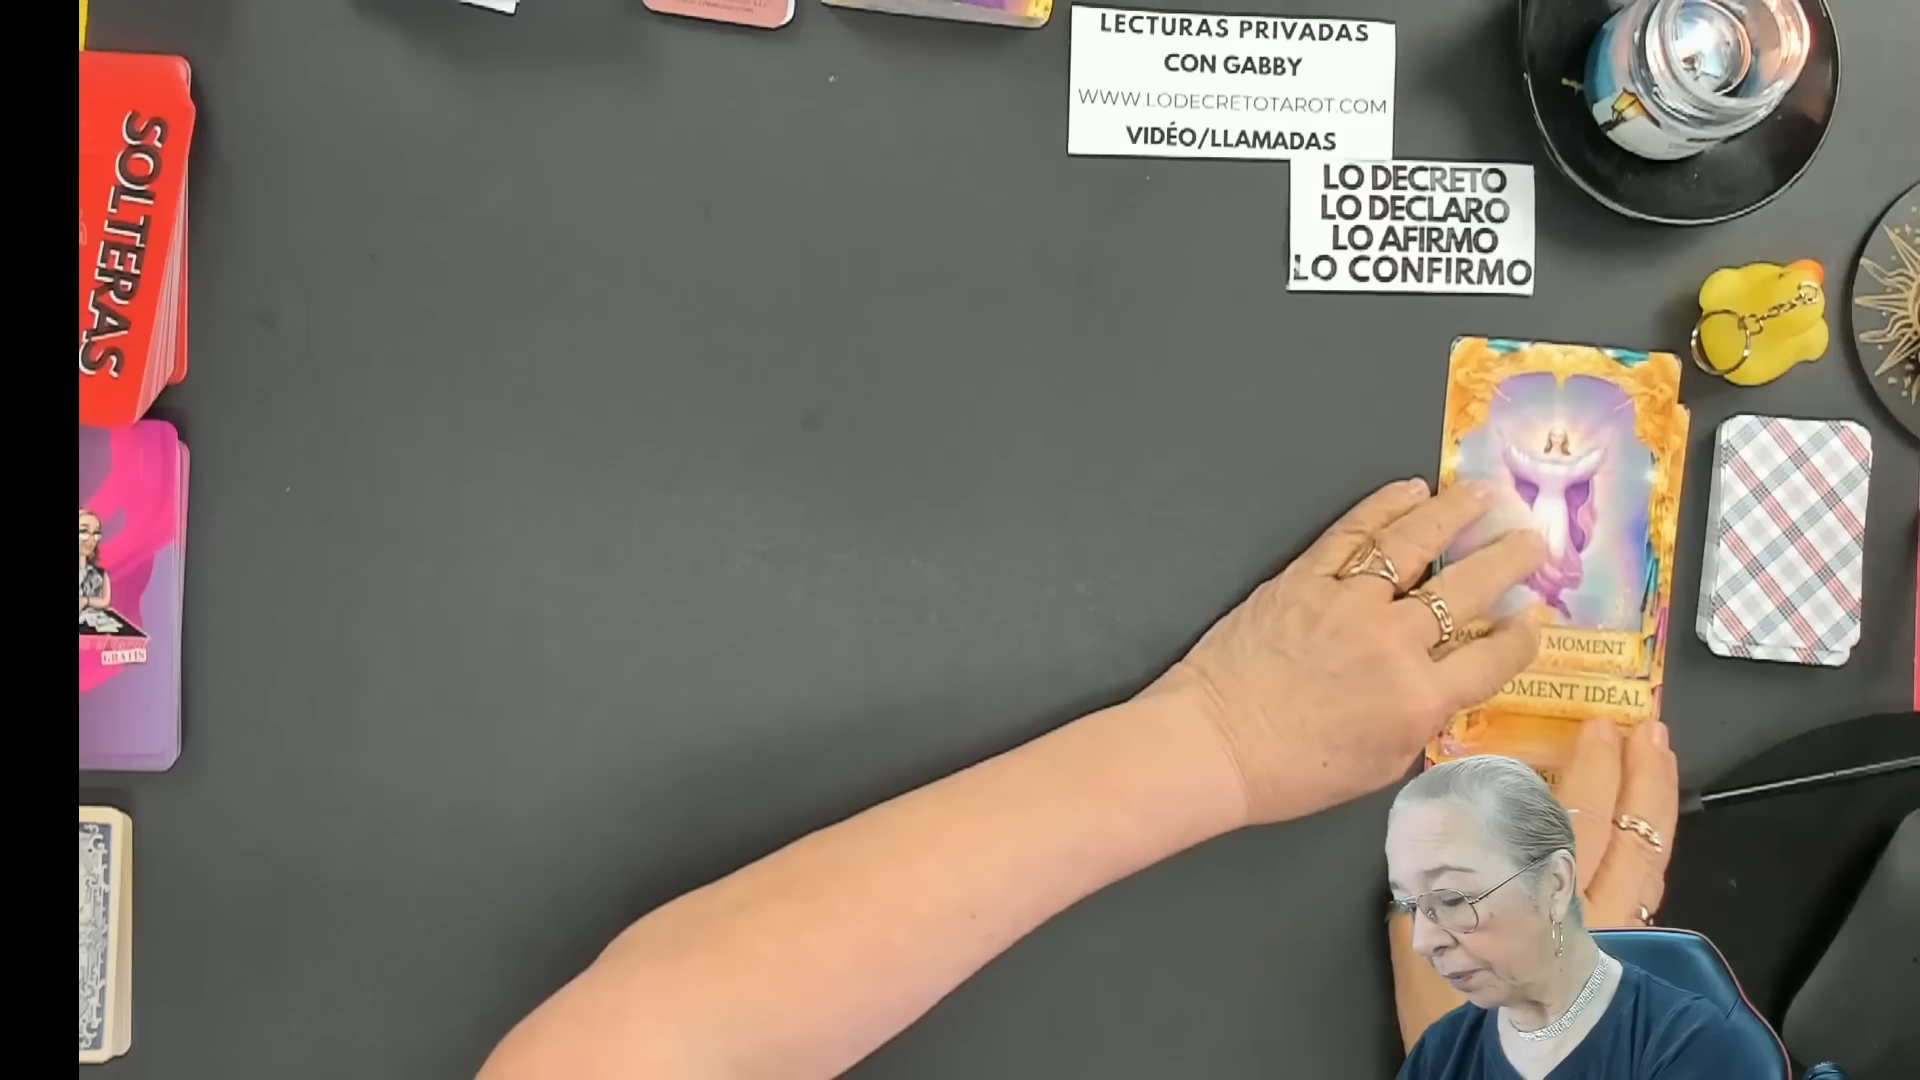 LECTURAS PRIVADAS
CON GABBY
WWW.LODECRETOTAROT.COM
VIDÉO/LLAMADAS
LO DECRETO
LO DECLARO
LO AFIRMO
LO CONFIRMO
SOLTERAS
GRATIS
MOMENT
MOMENT IDÉAL